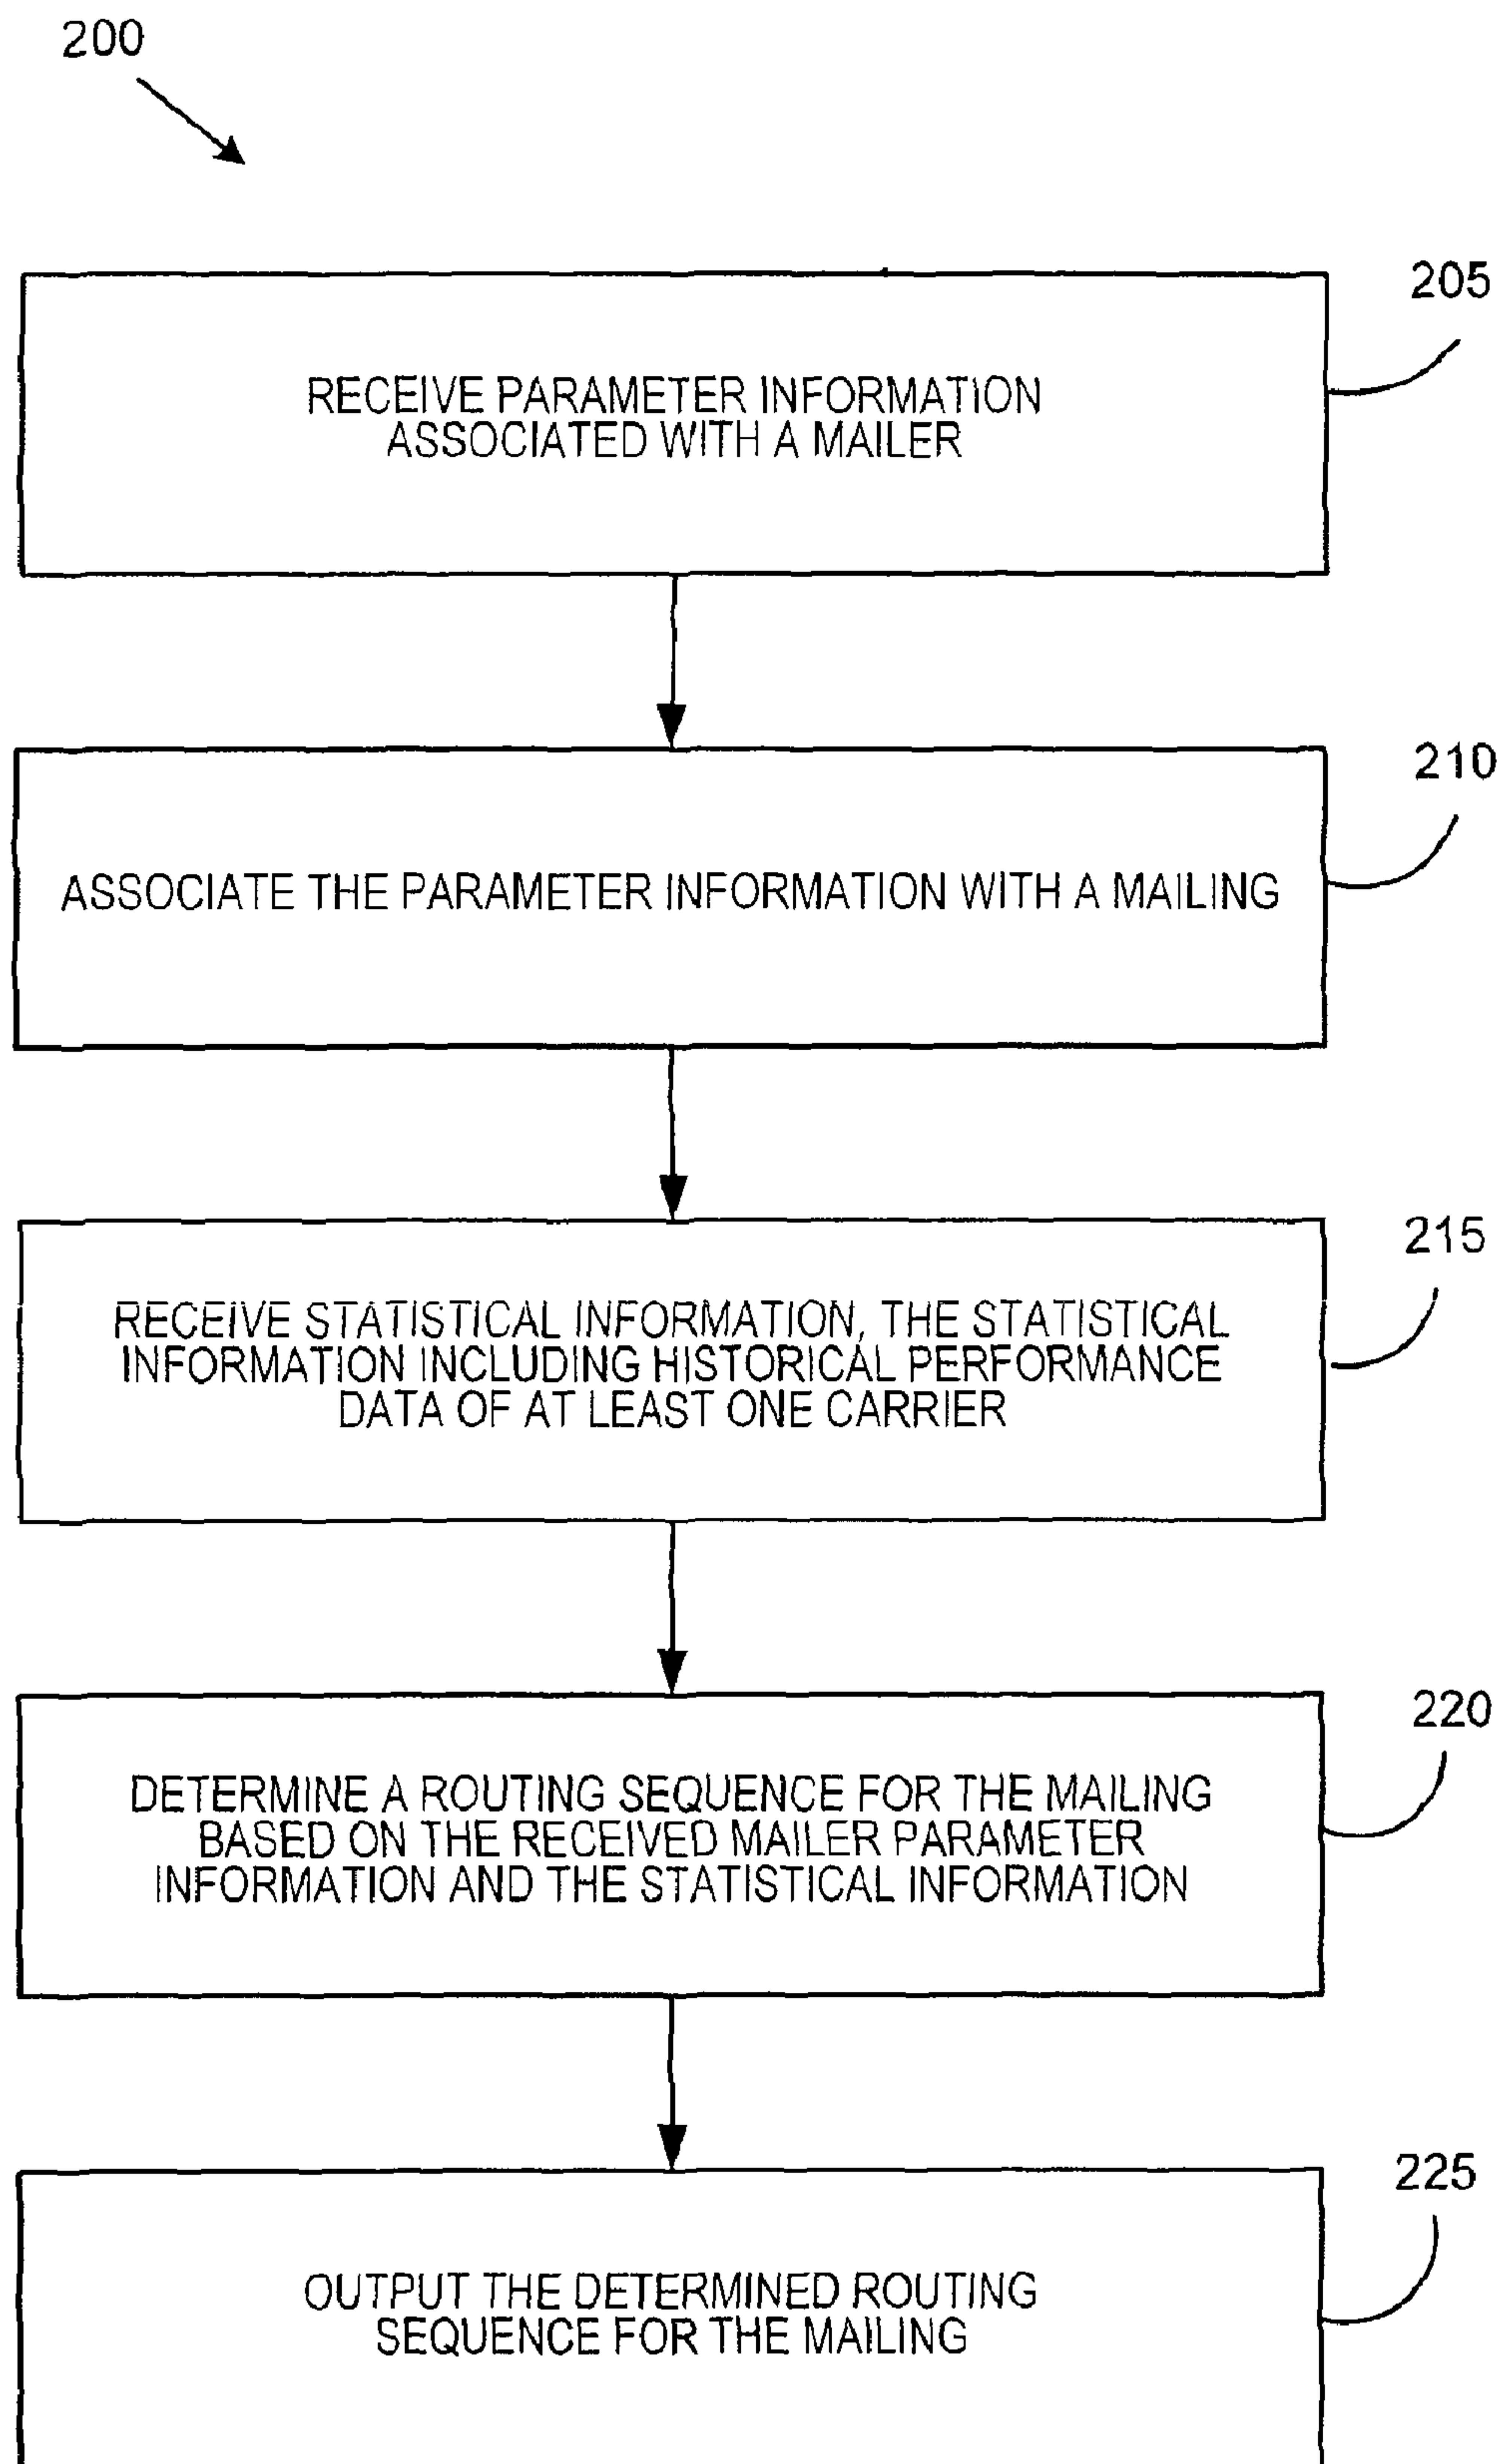 200
205
RECEIVE PARAMETER INFORMATION
ASSOCIATED WITH A MAILER
210
ASSOCIATE THE PARAMETER INFORMATION WITH A MAILING
215
RECEIVE STATISTICAL INFORMATION, THE STATISTICAL
INFORMATION INCLUDING HISTORICAL PERFORMANCE
DATA OF AT LEAST ONE CARRIER
220
DETERMINE A ROUTING SEQUENCE FOR THE MAILING
BASED ON THE RECEIVED MAILER PARAMETER
INFORMATION AND THE STATISTICAL INFORMATION
225
OUTPUT THE DETERMINED ROUTING
SEQUENCE FOR THE MAILING